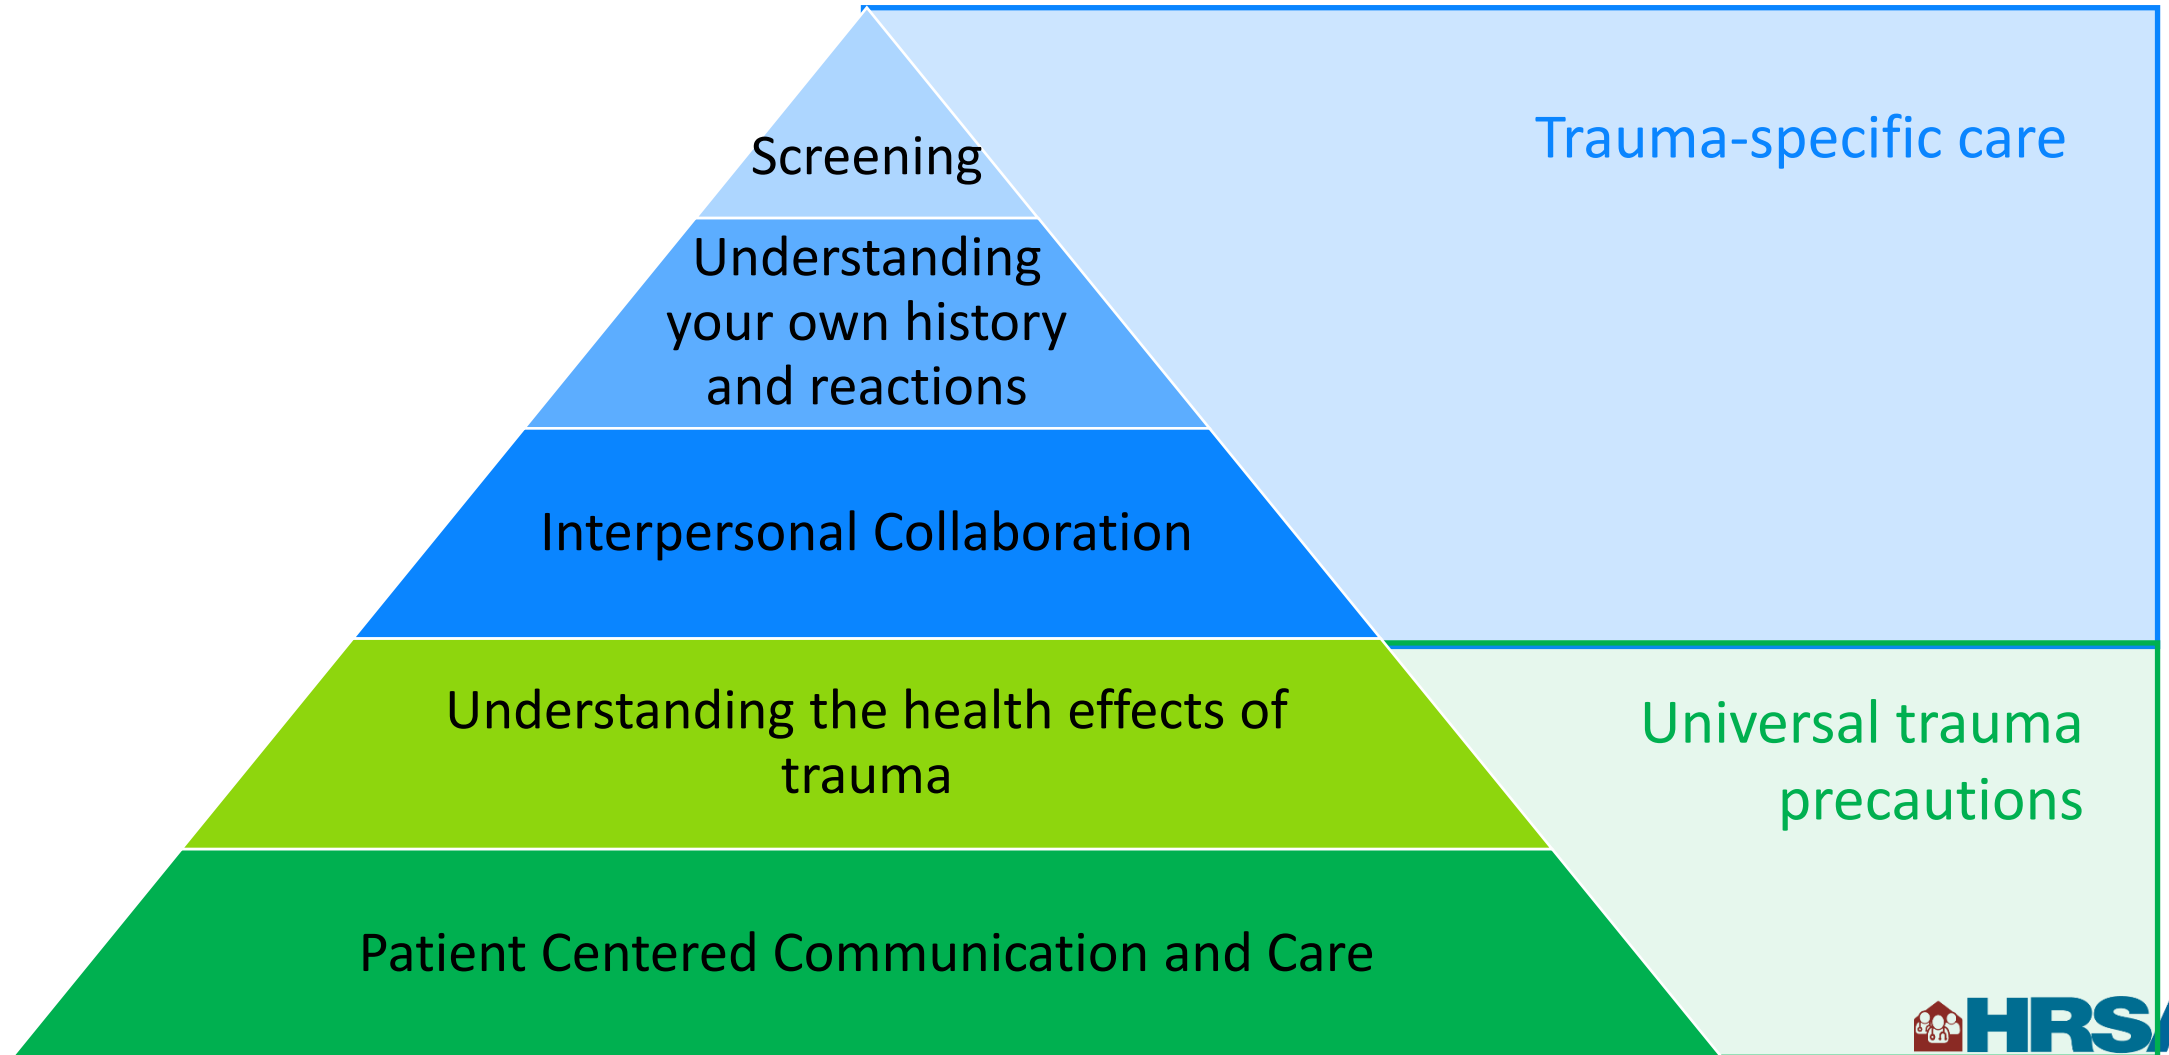 Screening
Understanding
your own history
and reactions
Interpersonal Collaboration
Understanding the health effects of
trauma
Patient Centered Communication and Care
Trauma-specific care
Universal trauma
precautions
HRSA